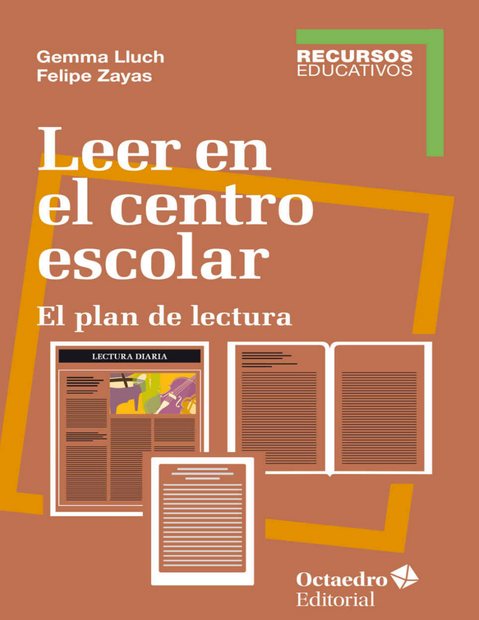 Gemma Lluch
Felipe Zayas
RECURSOS
EDUCATIVOS
Leer en
el centro
escolar
El plan de lectura
LECTURA DIARIA
Octaedro
Editorial